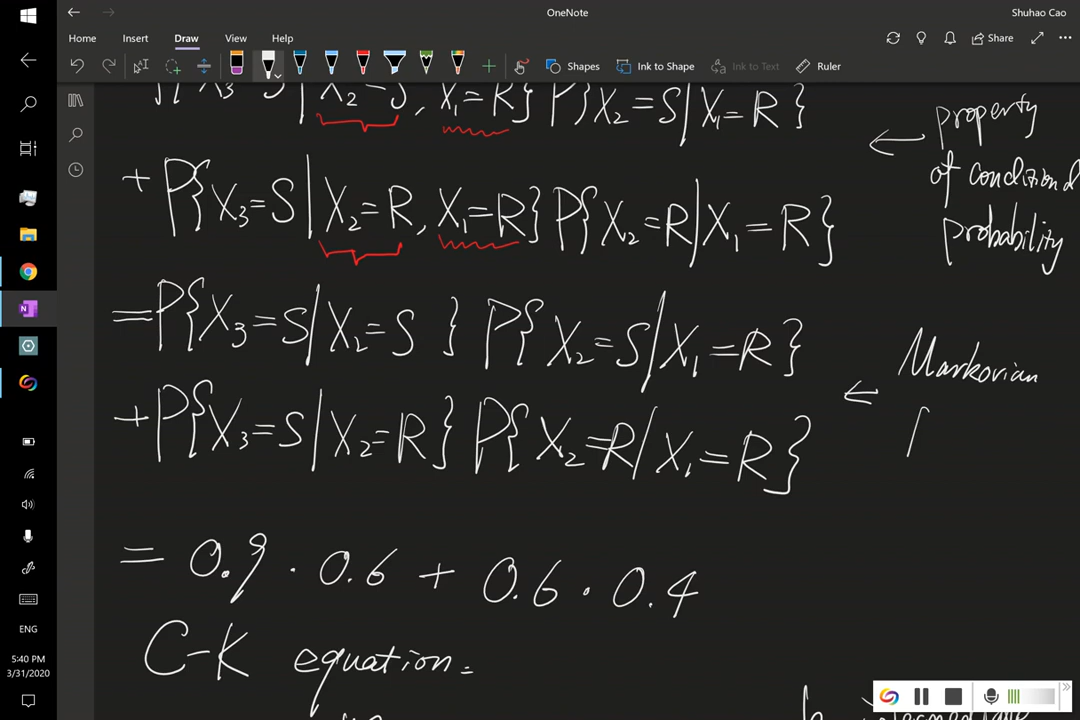 OneNote
Shuhao Cao
Home Insert Draw View Help
Share
Shapes
Ink to Shape
Ink to Text
Ruler
X₂ = S, X₁ = R} P{X₂ = S | X₁ = R}
← property
of conditional
probability
+ P{X₃ = S | X₂ = R, X₁ = R} P{X₂ = R | X₁ = R}
= P{X₃ = S | X₂ = S } P{X₂ = S | X₁ = R}
← Markovian
+ P{X₃ = S | X₂ = R} P{X₂ = R | X₁ = R}
= 0.9 · 0.6 + 0.6 · 0.4
C-K equation:
ENG
5:40 PM
3/31/2020